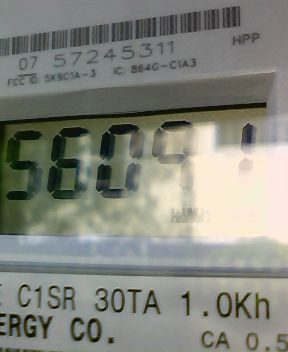 07 57245311
HPP
FCC ID: SK9C1A-3 IC: 864G-C1A3
56091
kWh
C1SR 30TA 1.0Kh
ERGY CO.
CA 0.5